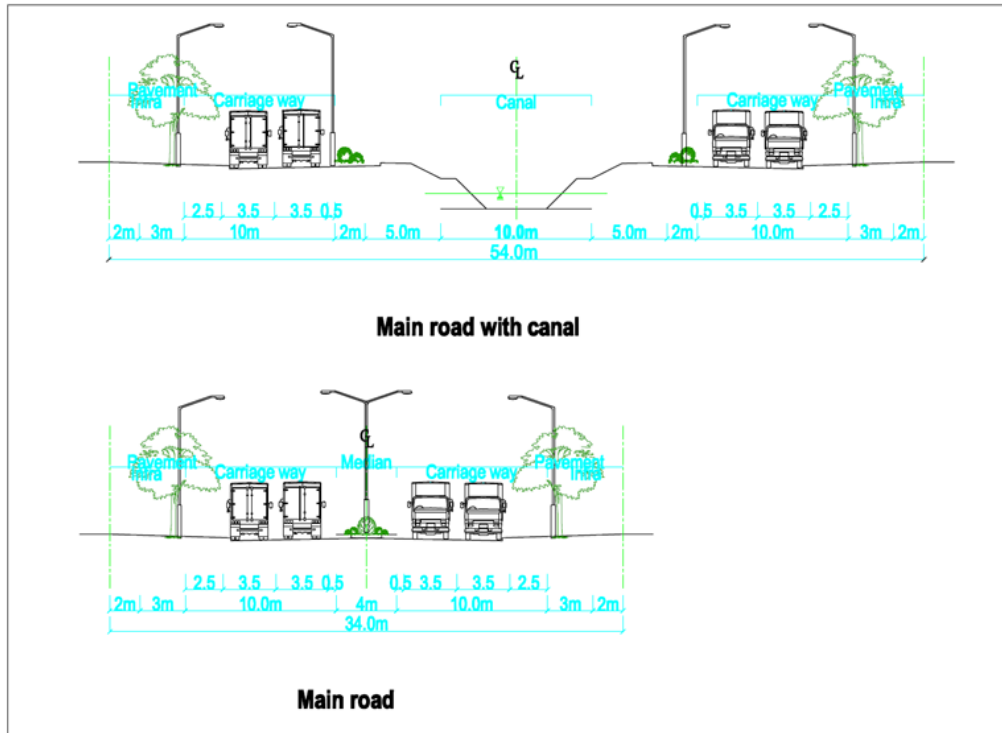 ℄
Pavement
Infra
Carriage way
Canal
Carriage way
Pavement
Infra
2.5 3.5 3.5 0.5 0.5 3.5 3.5 2.5
2m 3m 10m 2m 5.0m 10.0m 5.0m 2m 10.0m 3m 2m
54.0m
Main road with canal
℄
Pavement
Infra
Carriage way
Median
Carriage way
Pavement
Infra
2.5 3.5 3.5 0.5 0.5 3.5 3.5 2.5
2m 3m 10.0m 4m 10.0m 3m 2m
34.0m
Main road